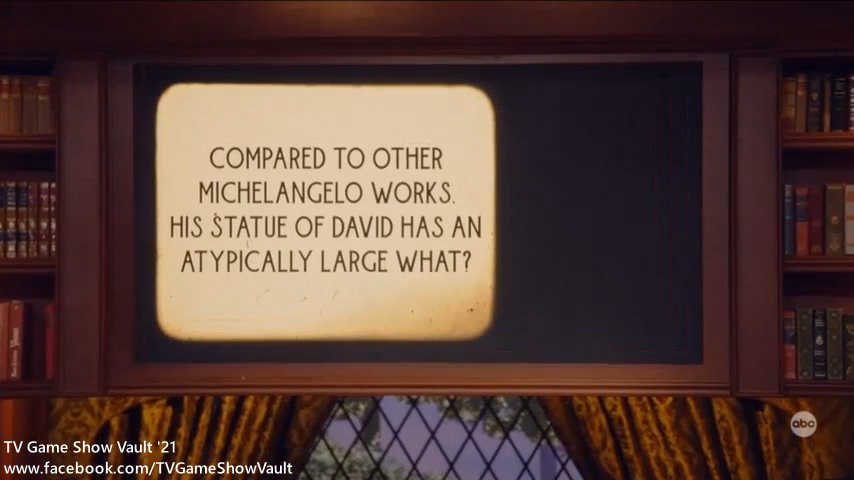 COMPARED TO OTHER
MICHELANGELO WORKS.
HIS STATUE OF DAVID HAS AN
ATYPICALLY LARGE WHAT?
abc
TV Game Show Vault '21
www.facebook.com/TVGameShowVault